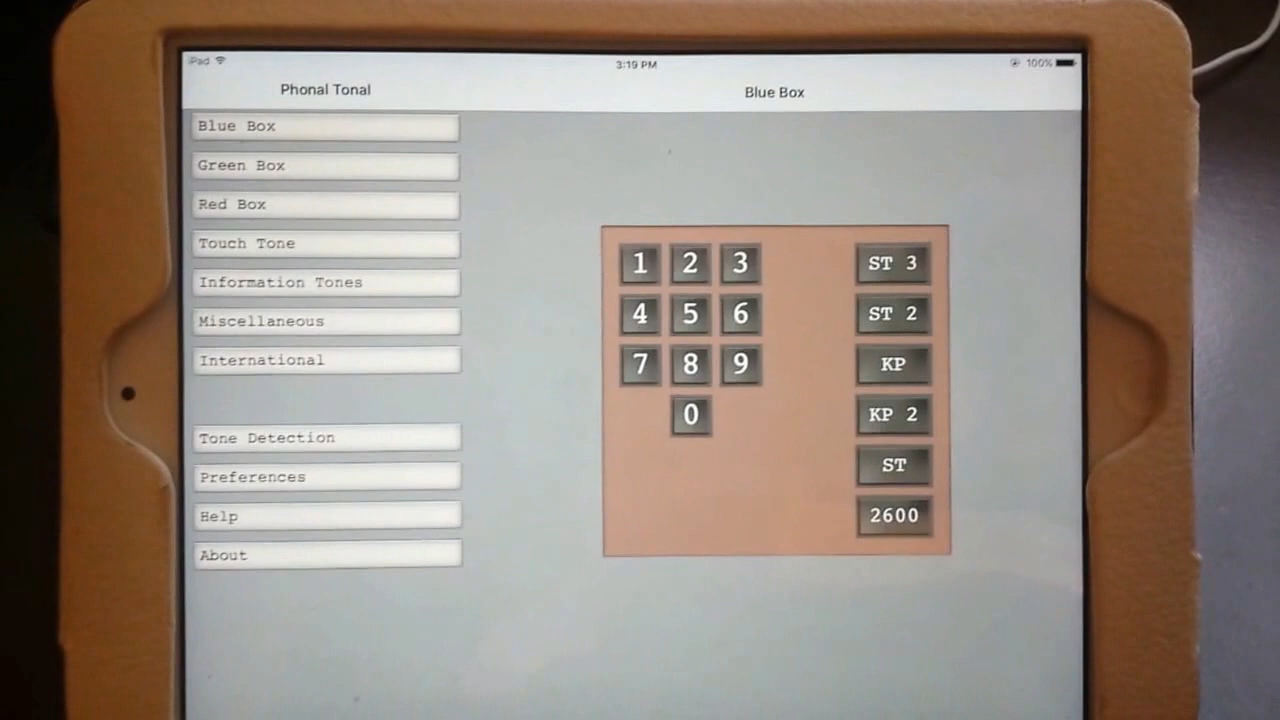 iPad
3:19 PM
100%
Phonal Tonal
Blue Box
Blue Box
Green Box
Red Box
Touch Tone
Information Tones
Miscellaneous
International
Tone Detection
Preferences
Help
About
1 2 3 ST 3
4 5 6 ST 2
7 8 9 KP
0 KP 2
ST
2600